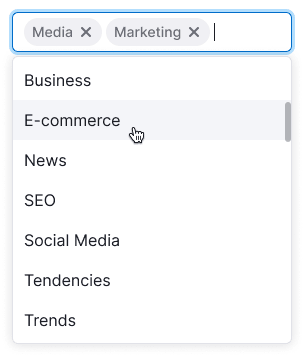 Media Marketing
Business
E-commerce
News
SEO
Social Media
Tendencies
Trends